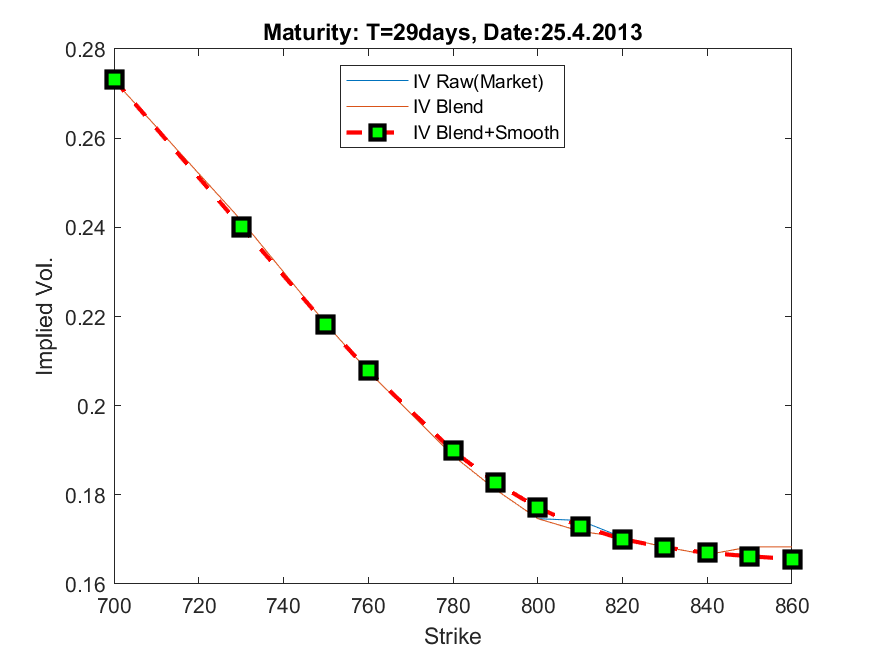 Maturity: T=29days, Date:25.4.2013
0.28
0.26
0.24
0.22
0.2
0.18
0.16
Implied Vol.
IV Raw(Market)
IV Blend
IV Blend+Smooth
700 720 740 760 780 800 820 840 860
Strike